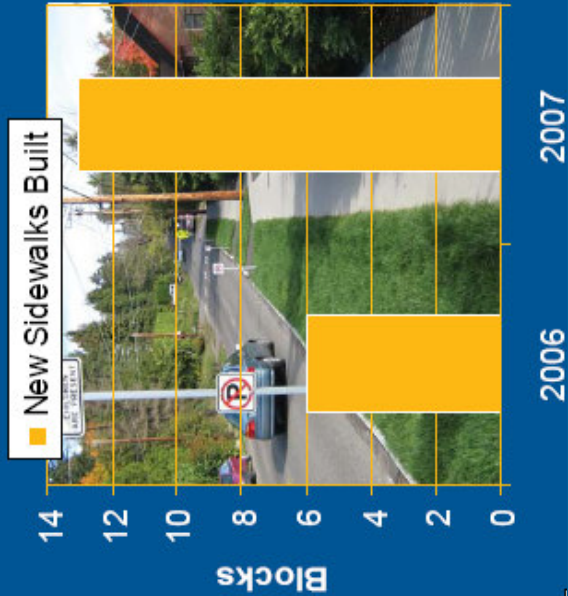 New Sidewalks Built
CHILDREN
ARE PRESENT
P
14
12
10
8
6
4
2
0
Blocks
2006
2007